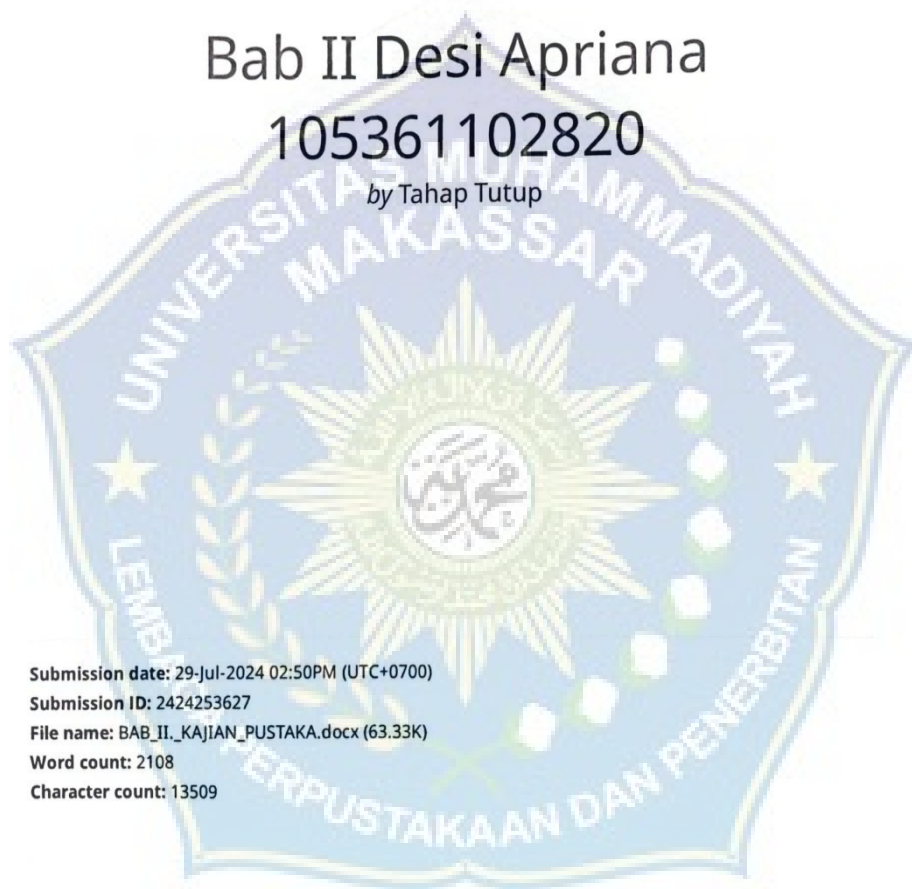 Bab II Desi Apriana
105361102820
by Tahap Tutup
UNIVERSITAS MUHAMMADIYAH
MAKASSAR
LEMBAGA PERPUSTAKAAN DAN PENERBITAN
Submission date: 29-Jul-2024 02:50PM (UTC+0700)
Submission ID: 2424253627
File name: BAB_II._KAJIAN_PUSTAKA.docx (63.33K)
Word count: 2108
Character count: 13509